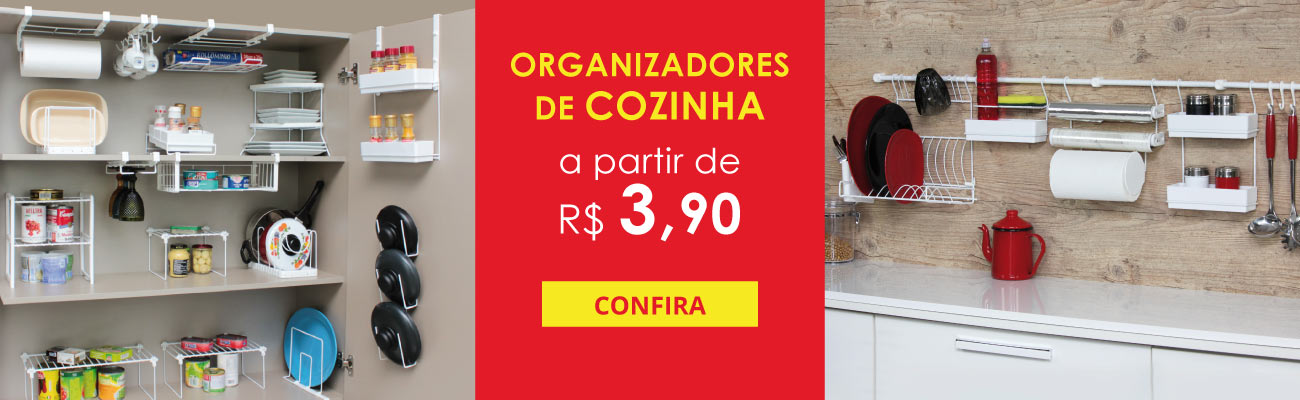 ORGANIZADORES
DE COZINHA
a partir de
R$ 3,90
CONFIRA